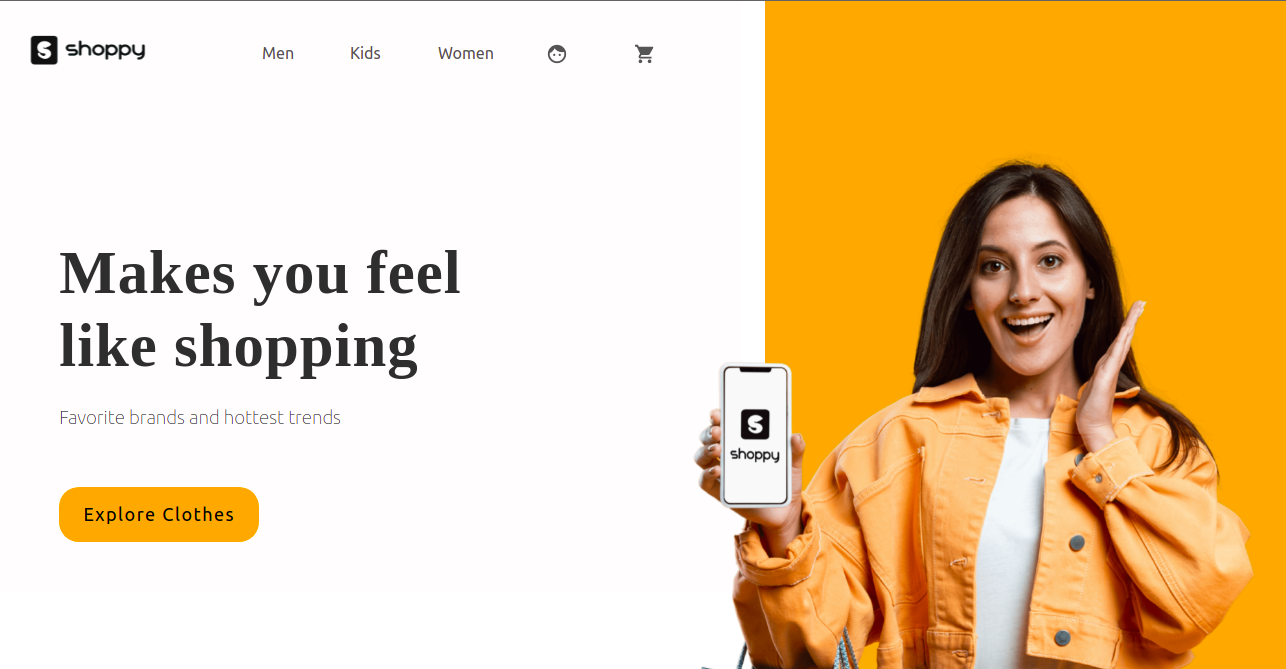 shoppy
Men Kids Women
Makes you feel
like shopping
Favorite brands and hottest trends
Explore Clothes
shoppy